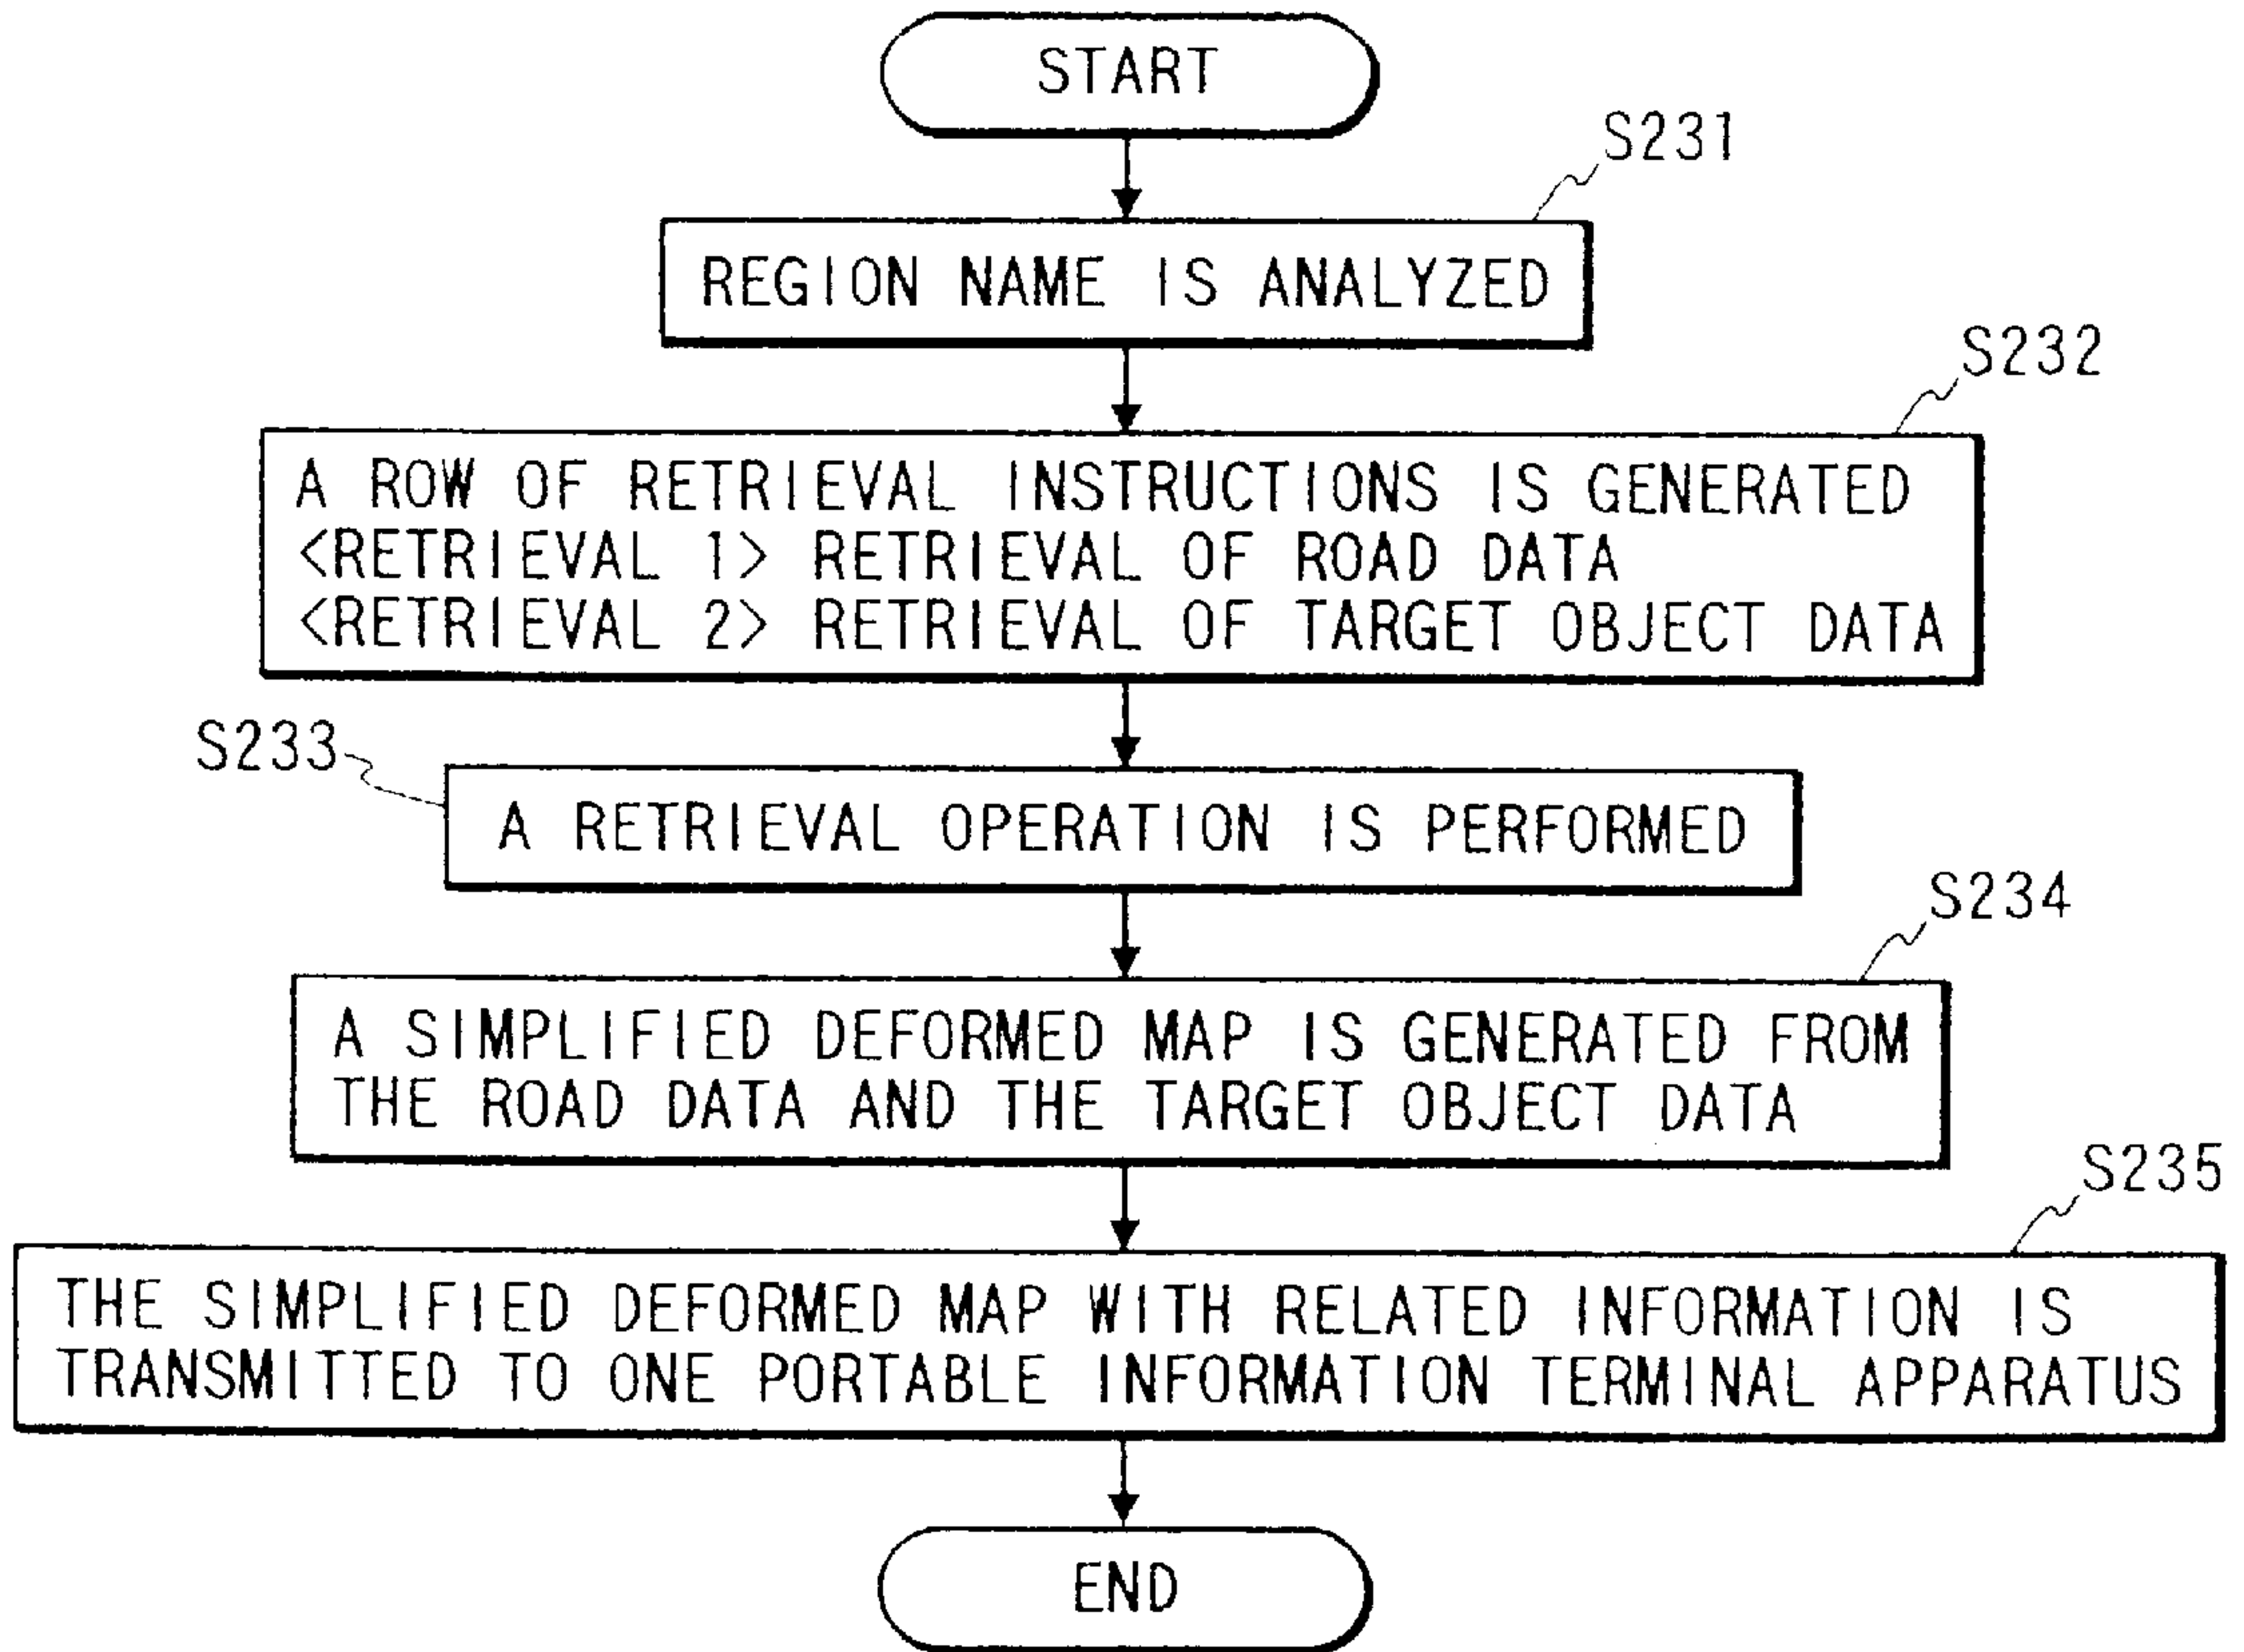 START
S231
REGION NAME IS ANALYZED
S232
A ROW OF RETRIEVAL INSTRUCTIONS IS GENERATED
<RETRIEVAL 1> RETRIEVAL OF ROAD DATA
<RETRIEVAL 2> RETRIEVAL OF TARGET OBJECT DATA
S233
A RETRIEVAL OPERATION IS PERFORMED
S234
A SIMPLIFIED DEFORMED MAP IS GENERATED FROM
THE ROAD DATA AND THE TARGET OBJECT DATA
S235
THE SIMPLIFIED DEFORMED MAP WITH RELATED INFORMATION IS
TRANSMITTED TO ONE PORTABLE INFORMATION TERMINAL APPARATUS
END